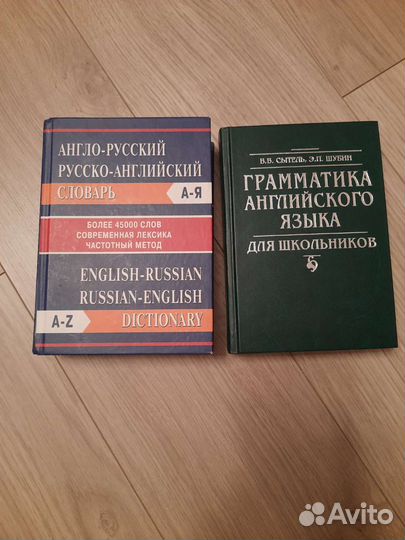 АНГЛО-РУССКИЙ
РУССКО-АНГЛИЙСКИЙ
СЛОВАРЬ
А-Я
БОЛЕЕ 45000 СЛОВ
СОВРЕМЕННАЯ ЛЕКСИКА
ЧАСТОТНЫЙ МЕТОД
ENGLISH-RUSSIAN
RUSSIAN-ENGLISH
A-Z
DICTIONARY
В.В. СЫТЕЛЬ, Э.П. ШУБИН
ГРАММАТИКА
АНГЛИЙСКОГО
ЯЗЫКА
ДЛЯ ШКОЛЬНИКОВ
Avito